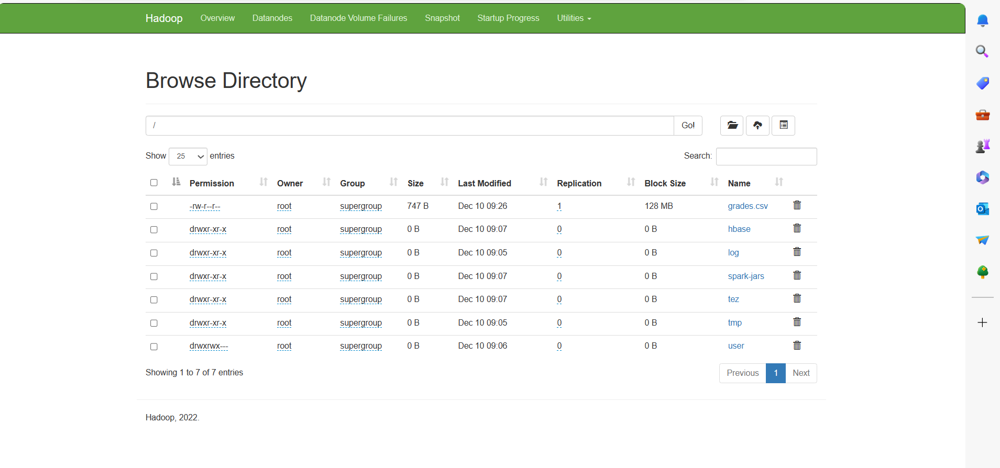 Hadoop Overview Datanodes Datanode Volume Failures Snapshot Startup Progress Utilities
Browse Directory
/ Go!
Show 25 entries Search:
Permission Owner Group Size Last Modified Replication Block Size Name
-rw-r--r-- root supergroup 747 B Dec 10 09:26 1 128 MB grades.csv
drwxr-xr-x root supergroup 0 B Dec 10 09:07 0 0 B hbase
drwxr-xr-x root supergroup 0 B Dec 10 09:05 0 0 B log
drwxr-xr-x root supergroup 0 B Dec 10 09:07 0 0 B spark-jars
drwxr-xr-x root supergroup 0 B Dec 10 09:07 0 0 B tez
drwxr-xr-x root supergroup 0 B Dec 10 09:05 0 0 B tmp
drwxrwx--- root supergroup 0 B Dec 10 09:06 0 0 B user
Showing 1 to 7 of 7 entries Previous 1 Next
Hadoop, 2022.